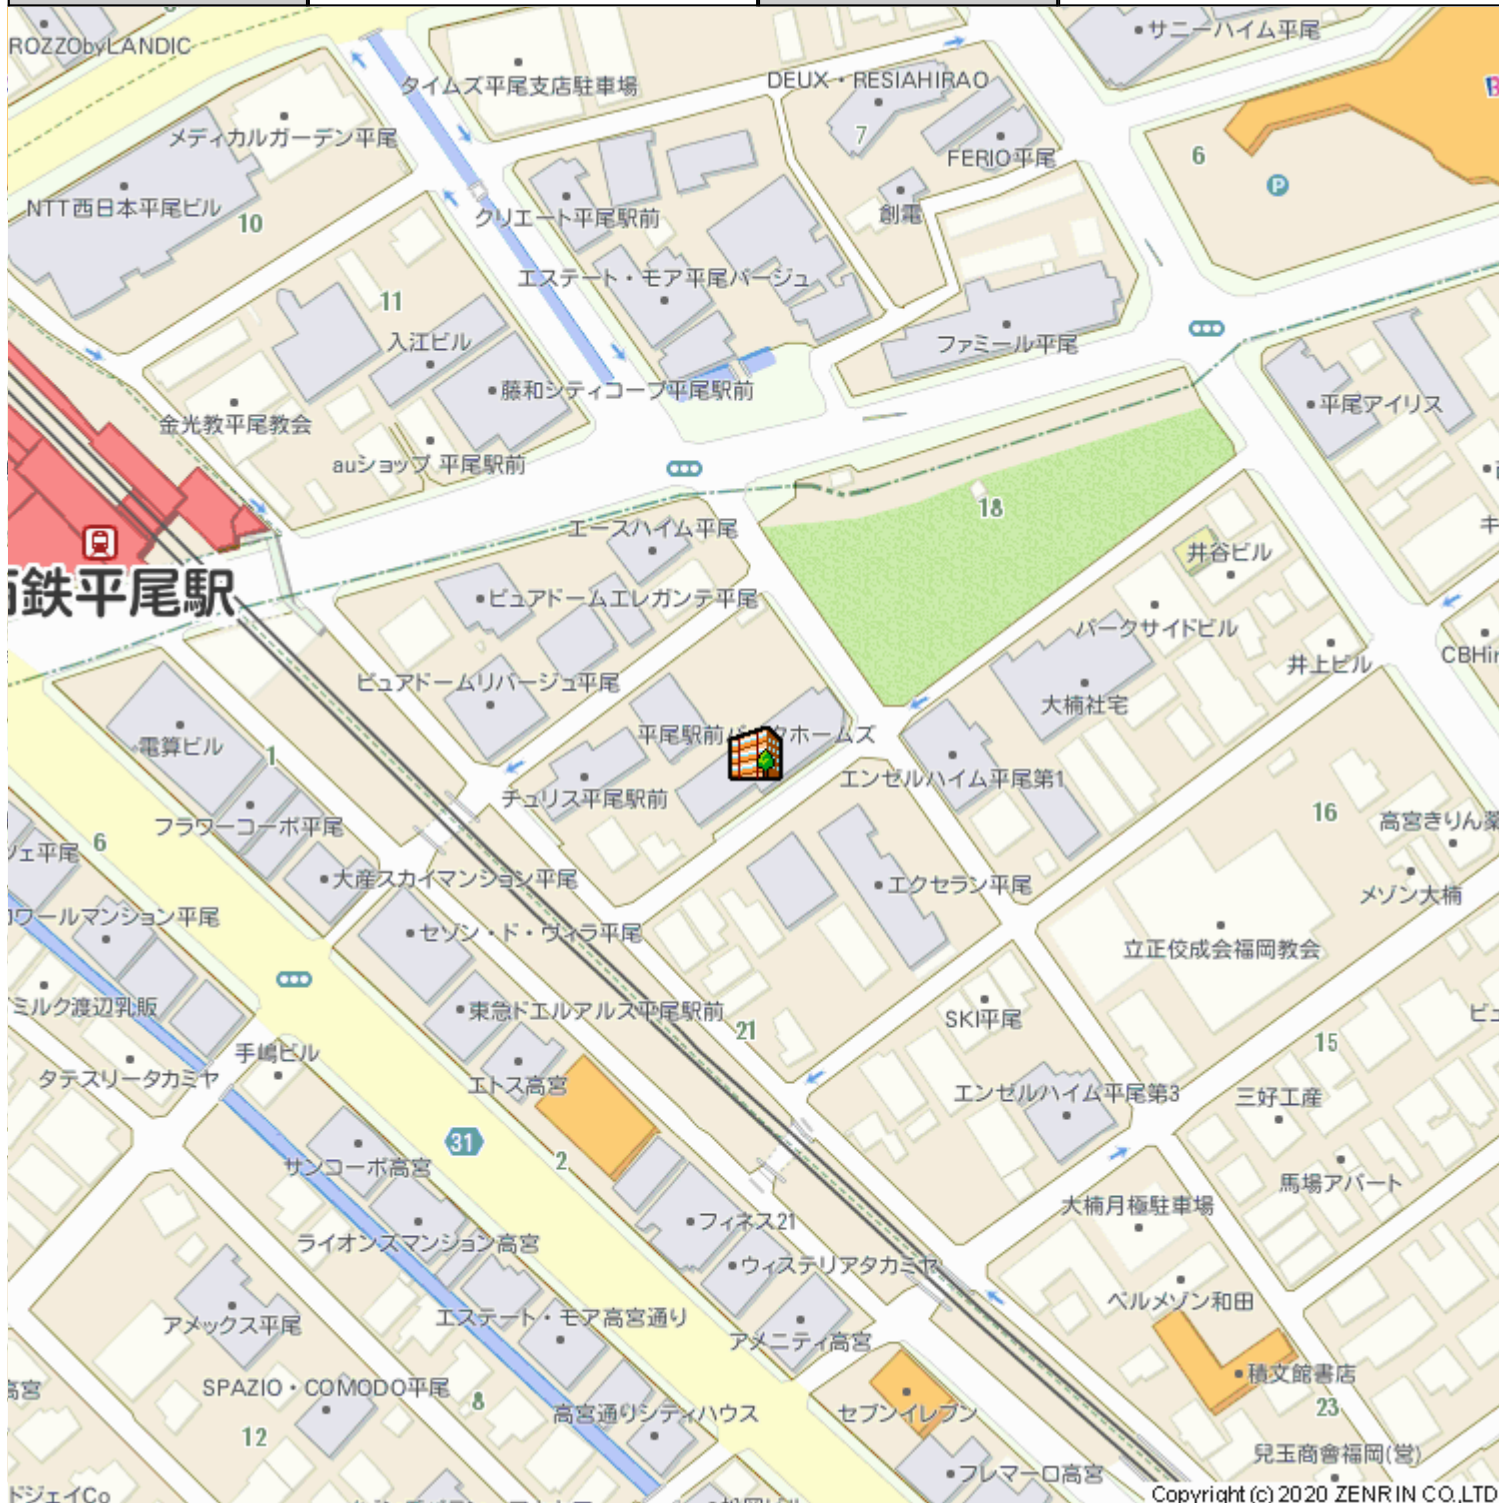 ROZZObyLANDIC
サニーハイム平尾
タイムズ平尾支店駐車場
DEUX・RESIAHIRAO
メディカルガーデン平尾
7
FERIO平尾
6
P
NTT西日本平尾ビル
10
クリエート平尾駅前
創電
エステート・モア平尾パージュ
11
入江ビル
ファミール平尾
藤和シティコープ平尾駅前
平尾アイリス
金光教平尾教会
auショップ 平尾駅前
18
エースハイム平尾
井谷ビル
鉄平尾駅
ピュアドームエレガンテ平尾
パークサイドビル
井上ビル
CBHir
ピュアドームリバージュ平尾
大楠社宅
電算ビル
1
平尾駅前
ホームズ
エンゼルハイム平尾第1
チュリス平尾駅前
16
高宮きりん薬
フラワーコーポ平尾
6
ジェ平尾
大産スカイマンション平尾
エクセラン平尾
メゾン大楠
ワールマンション平尾
セゾン・ド・ヴィラ平尾
立正佼成会福岡教会
ミルク渡辺乳販
東急ドエルアルス平尾駅前
SKI平尾
21
15
手嶋ビル
タテスリータカミヤ
エトス高宮
エンゼルハイム平尾第3
三好工産
31
2
サンコーポ高宮
馬場アパート
大楠月極駐車場
フィネス21
ライオンズマンション高宮
ウィステリアタカミヤ
ベルメゾン和田
アメックス平尾
エステート・モア高宮通り
アメニティ高宮
積文館書店
高宮
SPAZIO・COMODO平尾
8
高宮通りシティハウス
セブンイレブン
23
12
兒玉商會福岡(営)
フレマーロ高宮
ドジェイCo
Copyright (c) 2020 ZENRIN CO.,LTD